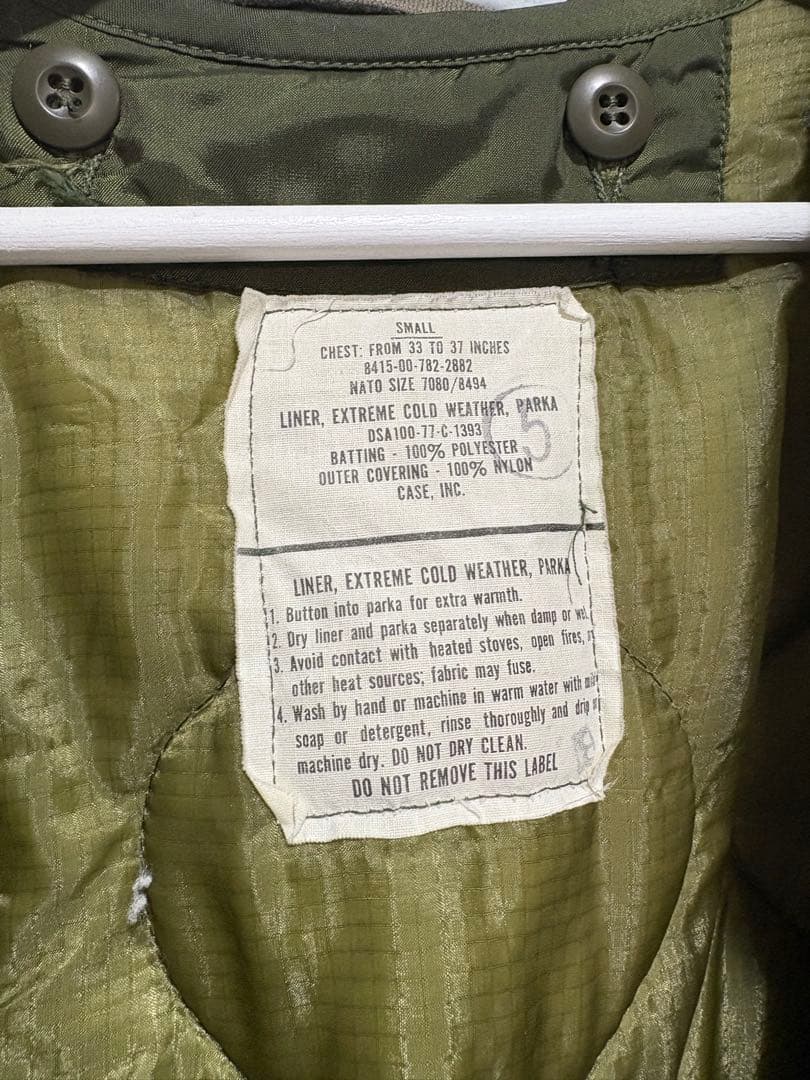 SMALL
CHEST: FROM 33 TO 37 INCHES
8415-00-782-2882
NATO SIZE 7080/8494
LINER, EXTREME COLD WEATHER, PARKA
DSA100-77-C-1393
BATTING - 100% POLYESTER
OUTER COVERING - 100% NYLON
CASE, INC.
5
LINER, EXTREME COLD WEATHER, PARKA
1. Button into parka for extra warmth.
2. Dry liner and parka separately when damp or
3. Avoid contact with heated stoves, open fires,
other heat sources; fabric may fuse.
4. Wash by hand or machine in warm water with
soap or detergent, rinse thoroughly and drip
machine dry. DO NOT DRY CLEAN.
DO NOT REMOVE THIS LABEL